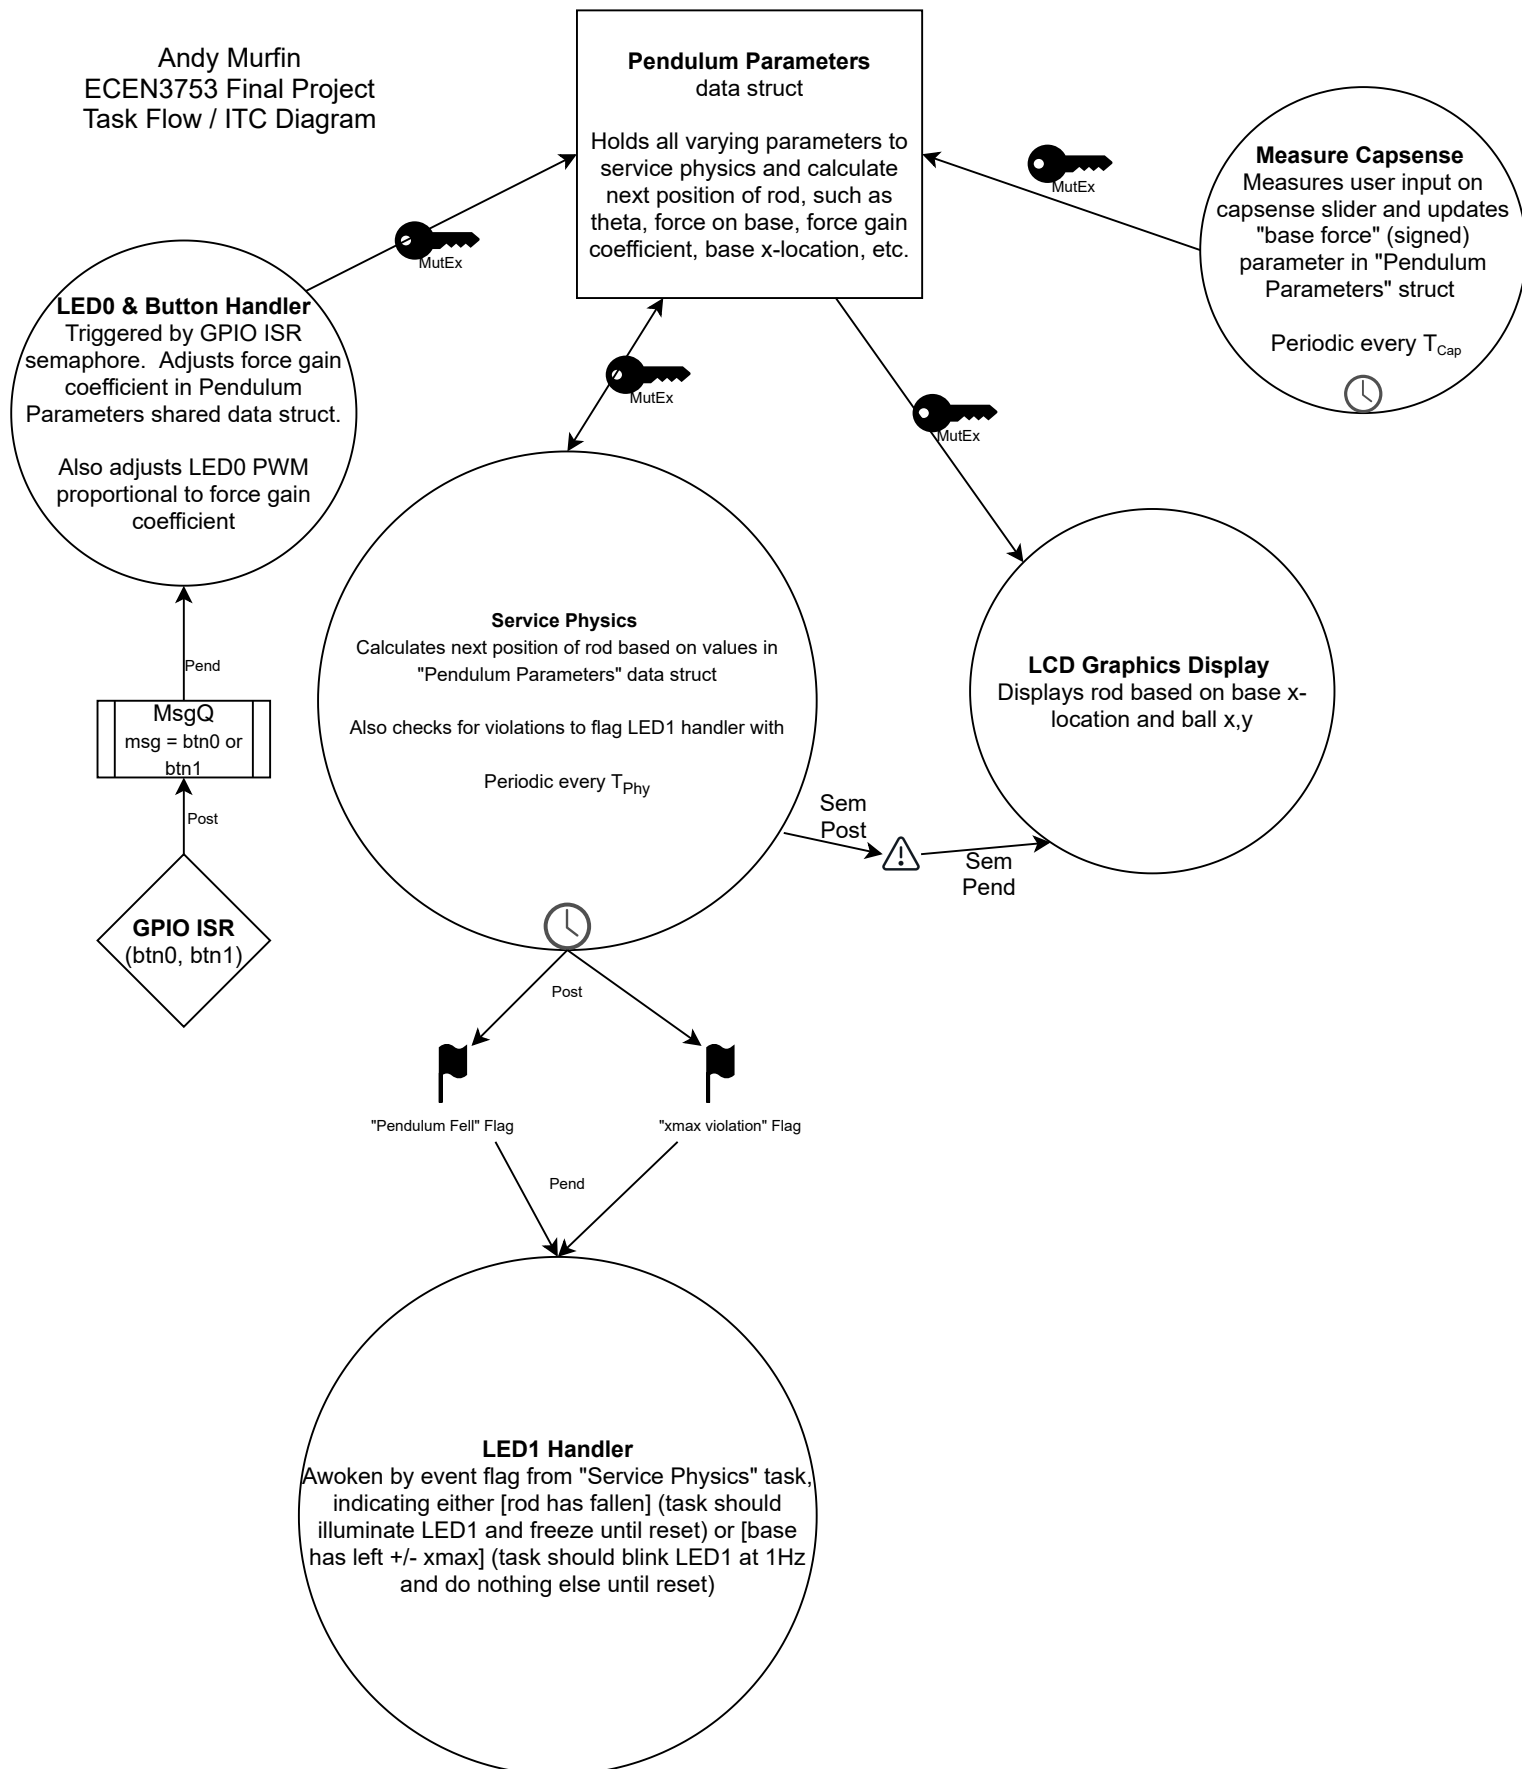 Andy Murfin
ECEN3753 Final Project
Task Flow / ITC Diagram
Pendulum Parameters
data struct
Holds all varying parameters to
service physics and calculate
next position of rod, such as
theta, force on base, force gain
coefficient, base x-location, etc.
MutEx
Measure Capsense
Measures user input on
capsense slider and updates
"base force" (signed)
parameter in "Pendulum
Parameters" struct
Periodic every TCap
MutEx
LED0 & Button Handler
Triggered by GPIO ISR
semaphore.  Adjusts force gain
coefficient in Pendulum
Parameters shared data struct.
Also adjusts LED0 PWM
proportional to force gain
coefficient
MutEx
MutEx
Service Physics
Calculates next position of rod based on values in
"Pendulum Parameters" data struct
Also checks for violations to flag LED1 handler with
Periodic every TPhy
LCD Graphics Display
Displays rod based on base x-
location and ball x,y
Pend
MsgQ
msg = btn0 or
btn1
Post
GPIO ISR
(btn0, btn1)
Sem
Post
Sem
Pend
Post
"Pendulum Fell" Flag
"xmax violation" Flag
Pend
LED1 Handler
Awoken by event flag from "Service Physics" task,
indicating either [rod has fallen] (task should
illuminate LED1 and freeze until reset) or [base
has left +/- xmax] (task should blink LED1 at 1Hz
and do nothing else until reset)